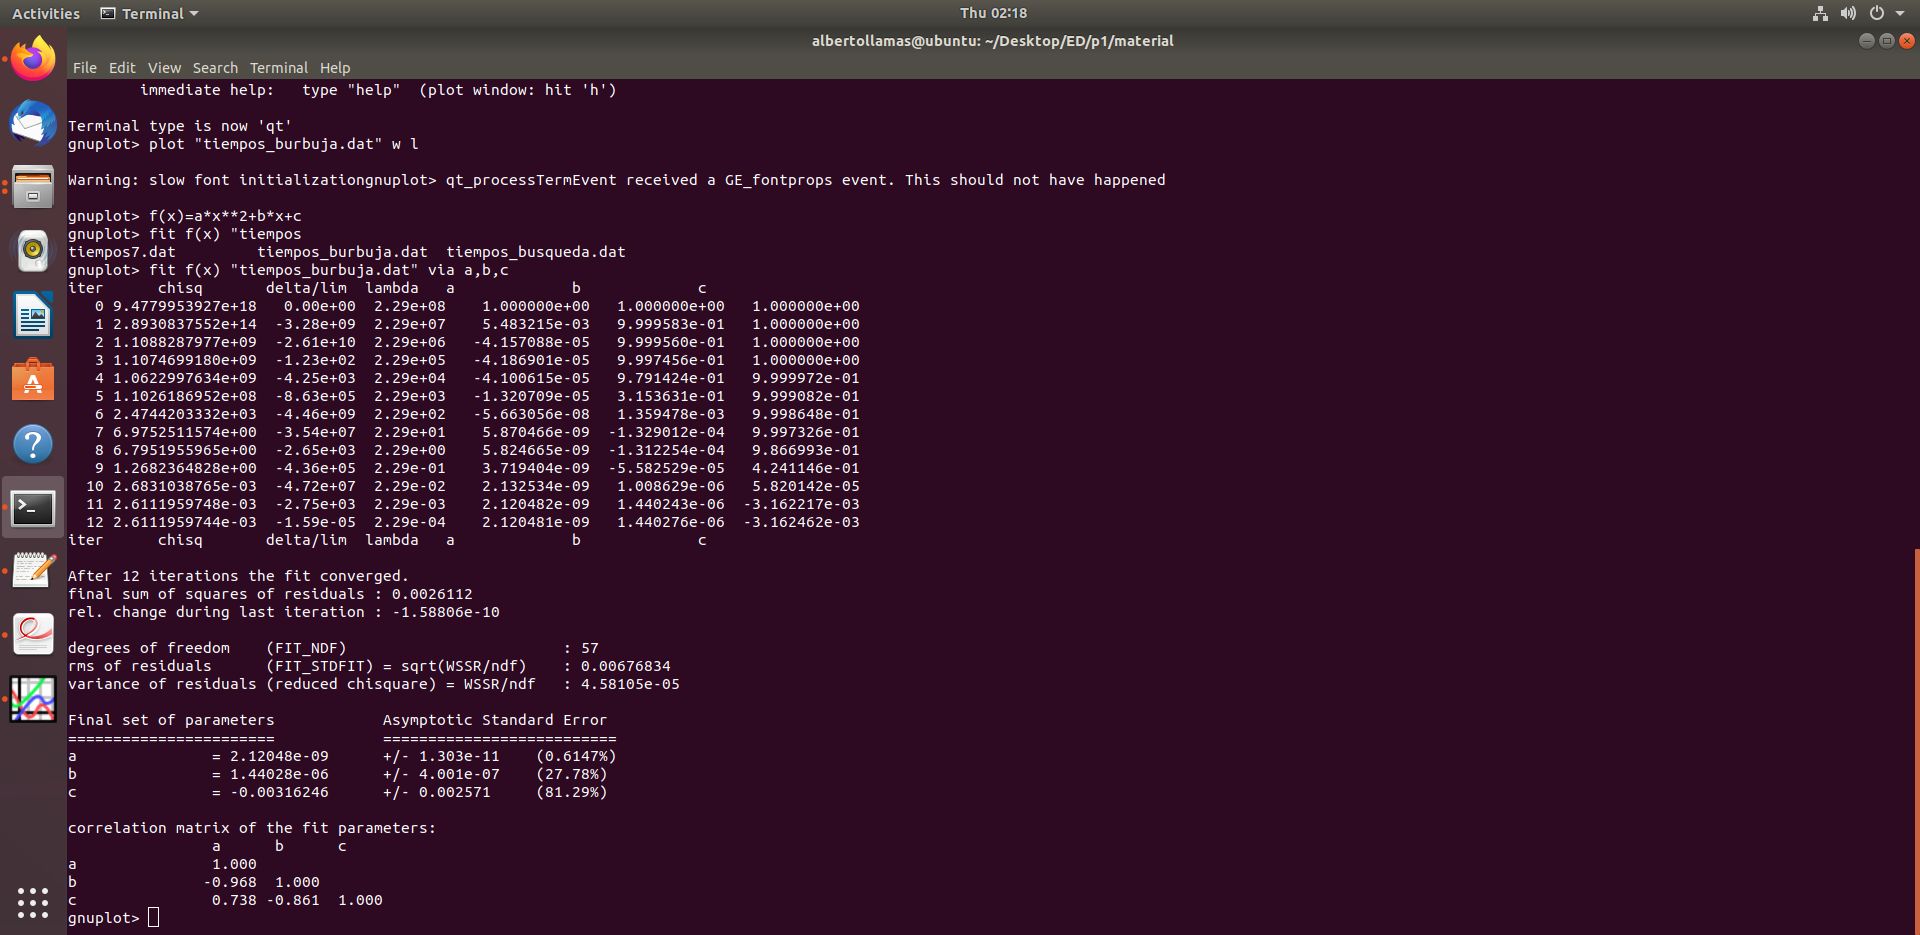 Activities Terminal Thu 02:18
albertollamas@ubuntu: ~/Desktop/ED/p1/material
File Edit View Search Terminal Help
immediate help:   type "help"  (plot window: hit 'h')
Terminal type is now 'qt'
gnuplot> plot "tiempos_burbuja.dat" w l
Warning: slow font initializationgnuplot> qt_processTermEvent received a GE_fontprops event. This should not have happened
gnuplot> f(x)=a*x**2+b*x+c
gnuplot> fit f(x) "tiempos
tiempos7.dat         tiempos_burbuja.dat  tiempos_busqueda.dat
gnuplot> fit f(x) "tiempos_burbuja.dat" via a,b,c
iter      chisq       delta/lim  lambda   a             b             c
0 9.4779953927e+18   0.00e+00  2.29e+08    1.000000e+00   1.000000e+00   1.000000e+00
1 2.8930837552e+14  -3.28e+09  2.29e+07    5.483215e-03   9.999583e-01   1.000000e+00
2 1.1088287977e+09  -2.61e+10  2.29e+06   -4.157088e-05   9.999560e-01   1.000000e+00
3 1.1074699180e+09  -1.23e+02  2.29e+05   -4.186901e-05   9.997456e-01   1.000000e+00
4 1.0622997634e+09  -4.25e+03  2.29e+04   -4.100615e-05   9.791424e-01   9.999972e-01
5 1.1026186952e+08  -8.63e+05  2.29e+03   -1.320709e-05   3.153631e-01   9.999082e-01
6 2.4744203332e+03  -4.46e+09  2.29e+02   -5.663056e-08   1.359478e-03   9.998648e-01
7 6.9752511574e+00  -3.54e+07  2.29e+01    5.870466e-09  -1.329012e-04   9.997326e-01
8 6.7951955965e+00  -2.65e+03  2.29e+00    5.824665e-09  -1.312254e-04   9.866993e-01
9 1.2682364828e+00  -4.36e+05  2.29e-01    3.719404e-09  -5.582529e-05   4.241146e-01
10 2.6831038765e-03  -4.72e+07  2.29e-02    2.132534e-09   1.008629e-06   5.820142e-05
11 2.6111959748e-03  -2.75e+03  2.29e-03    2.120482e-09   1.440243e-06  -3.162217e-03
12 2.6111959744e-03  -1.59e-05  2.29e-04    2.120481e-09   1.440276e-06  -3.162462e-03
iter      chisq       delta/lim  lambda   a             b             c
After 12 iterations the fit converged.
final sum of squares of residuals : 0.0026112
rel. change during last iteration : -1.58806e-10
degrees of freedom    (FIT_NDF)                        : 57
rms of residuals      (FIT_STDFIT) = sqrt(WSSR/ndf)    : 0.00676834
variance of residuals (reduced chisquare) = WSSR/ndf   : 4.58105e-05
Final set of parameters            Asymptotic Standard Error
=======================            ==========================
a               = 2.12048e-09      +/- 1.303e-11    (0.6147%)
b               = 1.44028e-06      +/- 4.001e-07    (27.78%)
c               = -0.00316246      +/- 0.002571     (81.29%)
correlation matrix of the fit parameters:
a      b      c
a               1.000
b              -0.968  1.000
c               0.738 -0.861  1.000
gnuplot>